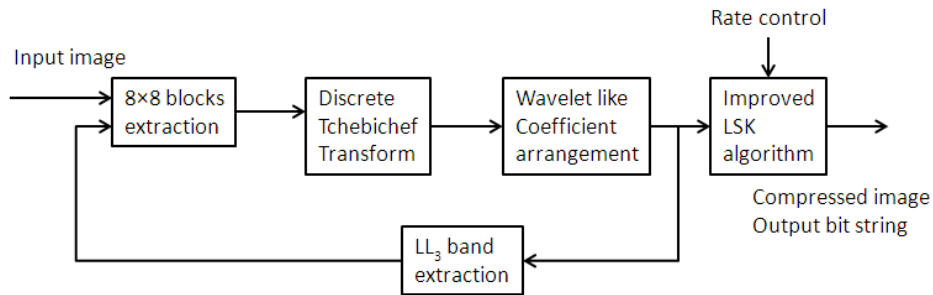 Rate control
Input image
8×8 blocks
extraction
Discrete
Tchebichef
Transform
Wavelet like
Coefficient
arrangement
Improved
LSK
algorithm
Compressed image
Output bit string
LL₃ band
extraction